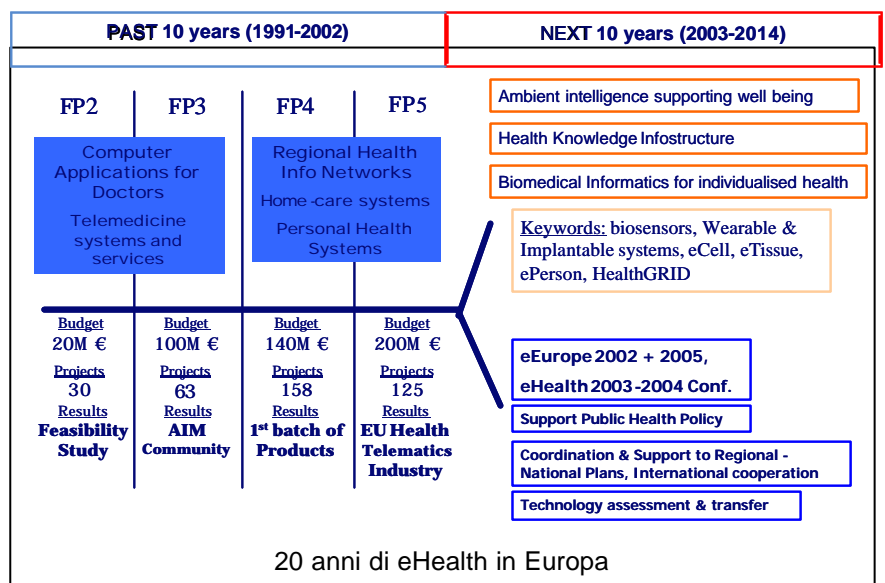 PAST 10 years (1991-2002)
NEXT 10 years (2003-2014)
FP2
FP3
FP4
FP5
Computer
Applications for
Doctors
Telemedicine
systems and
services
Regional Health
Info Networks
Home-care systems
Personal Health
Systems
Budget
20M €
Projects
30
Results
Feasibility
Study
Budget
100M €
Projects
63
Results
AIM
Community
Budget
140M €
Projects
158
Results
1st batch of
Products
Budget
200M €
Projects
125
Results
EU Health
Telematics
Industry
Ambient intelligence supporting well being
Health Knowledge Infostructure
Biomedical Informatics for individualised health
Keywords: biosensors, Wearable &
Implantable systems, eCell, eTissue,
ePerson, HealthGRID
eEurope 2002 + 2005,
eHealth 2003-2004 Conf.
Support Public Health Policy
Coordination & Support to Regional -
National Plans, International cooperation
Technology assessment & transfer
20 anni di eHealth in Europa